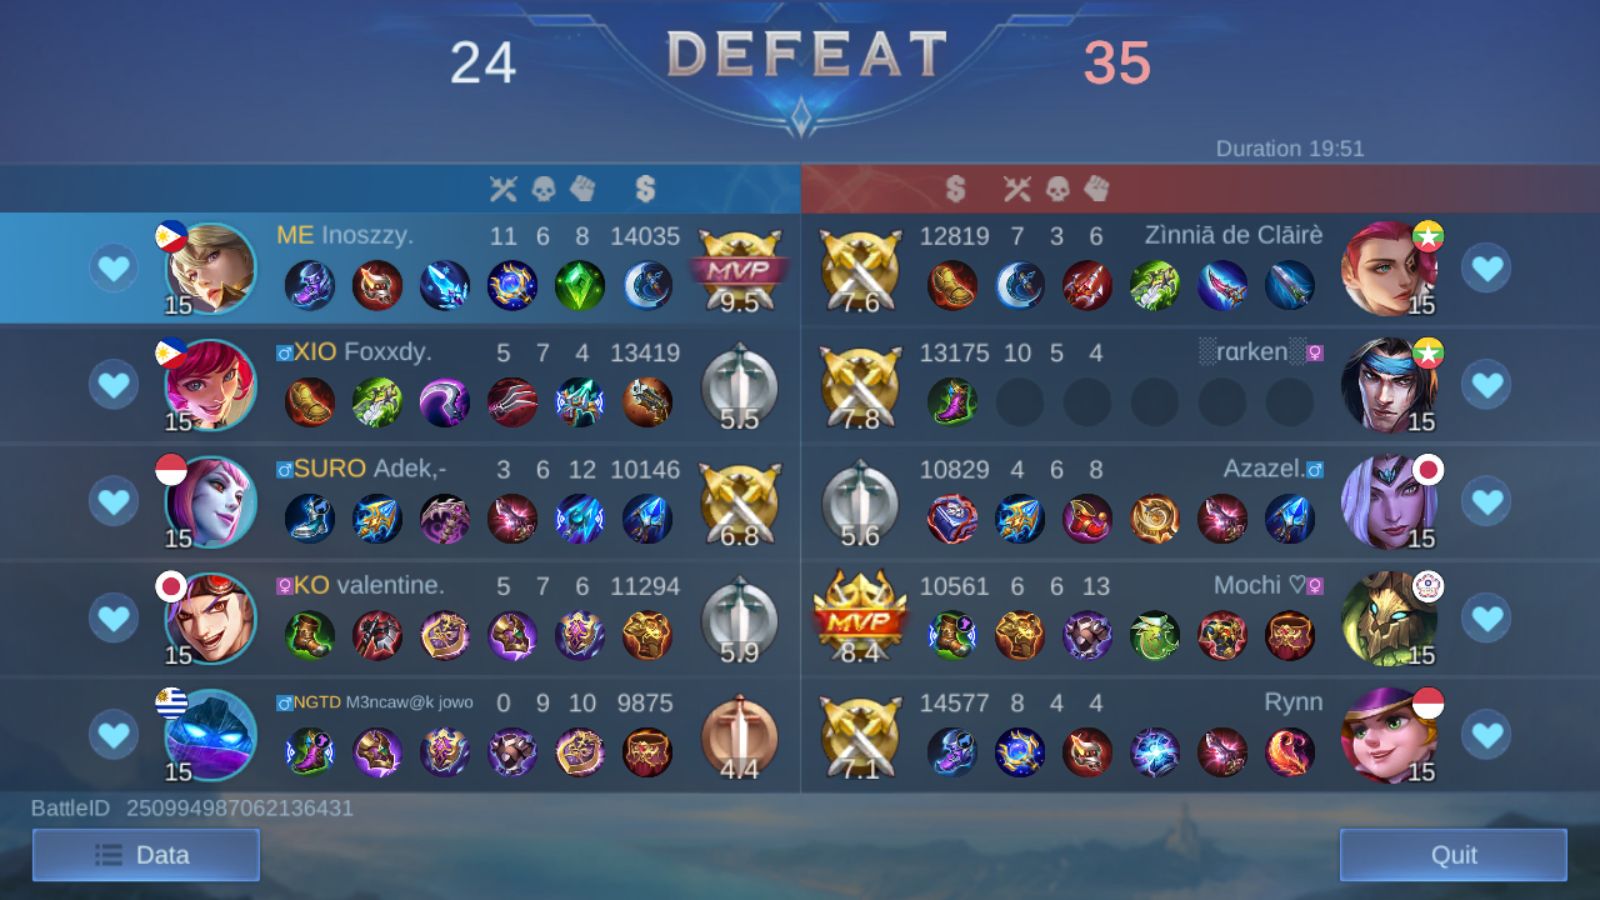 24 DEFEAT 35
Duration 19:51
ME Inoszzy. 11 6 8 14035 MVP 9.5 15
7.6 12819 7 3 6 Zìnniā de Clāirè 15
♂XIO Foxxdy. 5 7 4 13419 5.5 15
7.8 13175 10 5 4 ░rɑrken░♀ 15
♂SURO Adek,- 3 6 12 10146 6.8 15
5.6 10829 4 6 8 Azazel.♂ 15
♀KO valentine. 5 7 6 11294 5.9 15
MVP 8.4 10561 6 6 13 Mochi ♡♀ 15
♂NGTD M3ncaw@k jowo 0 9 10 9875 4.4 15
7.1 14577 8 4 4 Rynn 15
BattleID 250994987062136431
Data
Quit